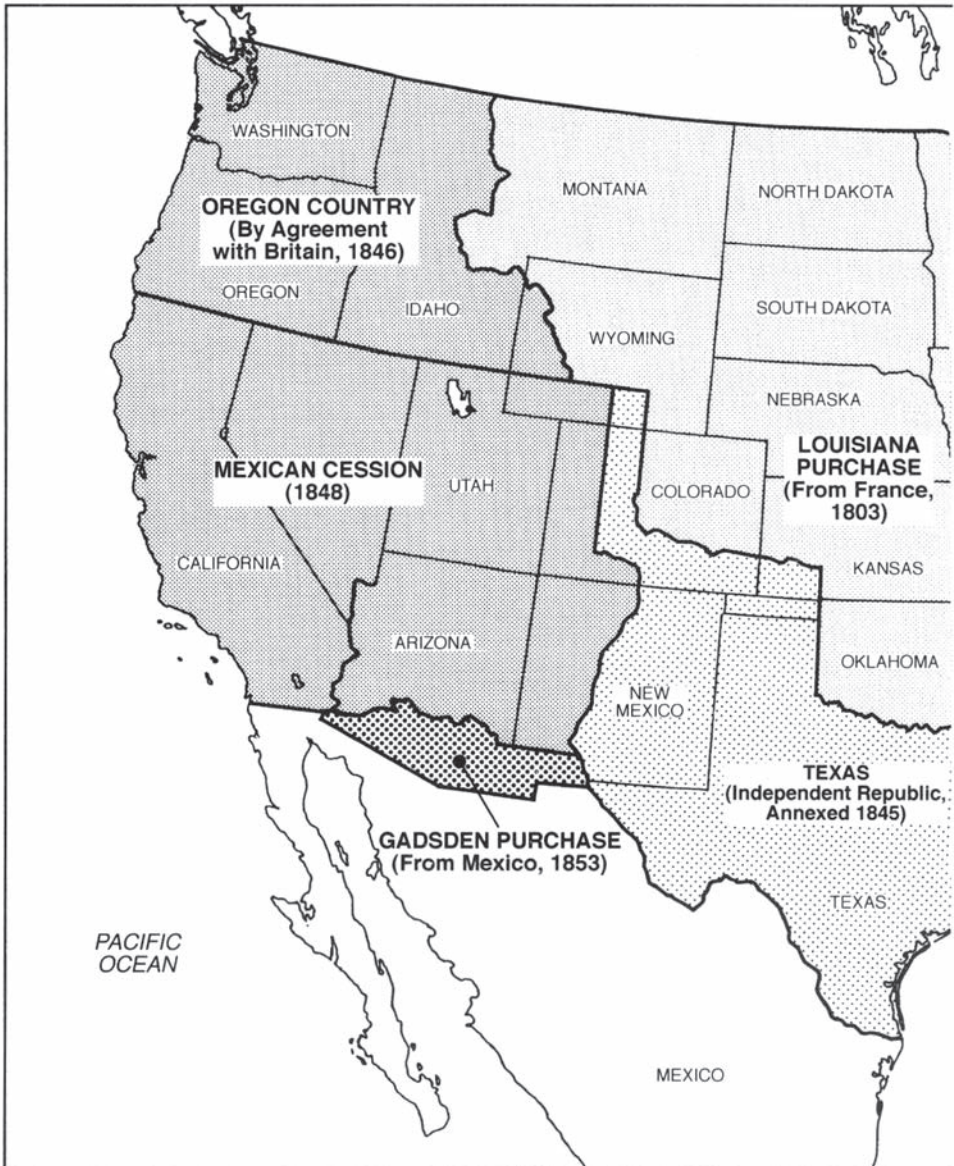 WASHINGTON
MONTANA
NORTH DAKOTA
OREGON COUNTRY
(By Agreement
with Britain, 1846)
OREGON
IDAHO
SOUTH DAKOTA
WYOMING
NEBRASKA
LOUISIANA
PURCHASE
(From France,
1803)
MEXICAN CESSION
(1848)
UTAH
COLORADO
CALIFORNIA
KANSAS
ARIZONA
OKLAHOMA
NEW
MEXICO
TEXAS
(Independent Republic,
Annexed 1845)
GADSDEN PURCHASE
(From Mexico, 1853)
TEXAS
PACIFIC
OCEAN
MEXICO